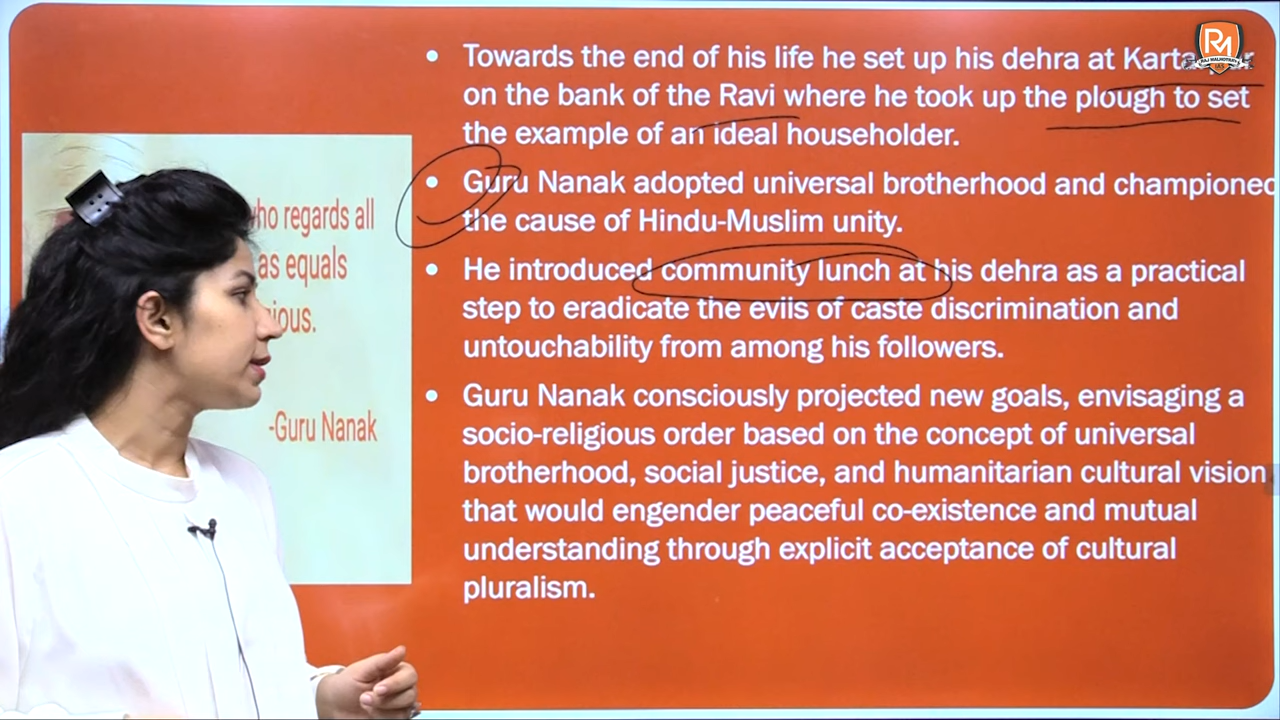 Towards the end of his life he set up his dehra at
on the bank of the Ravi where he took up the plough to set
the example of an ideal householder.
Guru Nanak adopted universal brotherhood and championed
the cause of Hindu-Muslim unity.
He introduced community lunch at his dehra as a practical
step to eradicate the eviis of caste discrimination and
untouchability from among his followers.
Guru Nanak consciously projected new goals, envisaging a
socio-religious order based on the concept of universal
brotherhood, social justice, and humanitarian cultural vision
that would engender peaceful co-existence and mutual
understanding through explicit acceptance of cultural
pluralism.
who regards all
as equals
-Guru Nanak
RM
RAJ MALHOTRA'S
IAS